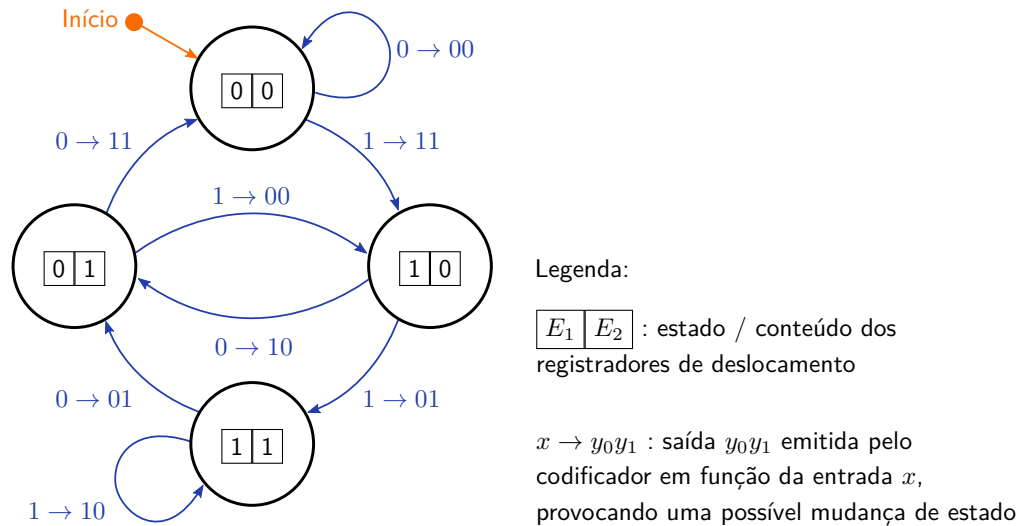 Início
0 → 00
0 0
0 → 11
1 → 11
1 → 00
0 1
1 0
0 → 10
0 → 01
1 → 01
1 1
1 → 10
Legenda:
E₁ E₂ : estado / conteúdo dos
registradores de deslocamento
x → y₀y₁ : saída y₀y₁ emitida pelo
codificador em função da entrada x,
provocando uma possível mudança de estado